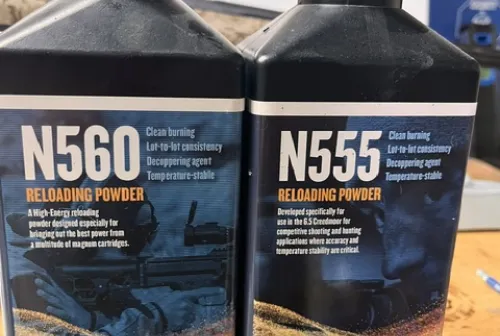 N560
Clean burning
Lot-to-lot consistency
Decoppering agent
Temperature-stable
RELOADING POWDER
A High-Energy reloading
powder designed especially for
bringing out the best power from
a multitude of magnum cartridges.
N555
Clean burning
Lot-to-lot consistency
Decoppering agent
Temperature-stable
RELOADING POWDER
Developed specifically for
use in the 6.5 Creedmoor for
competitive shooting and hunting
applications where accuracy and
temperature stability are critical.